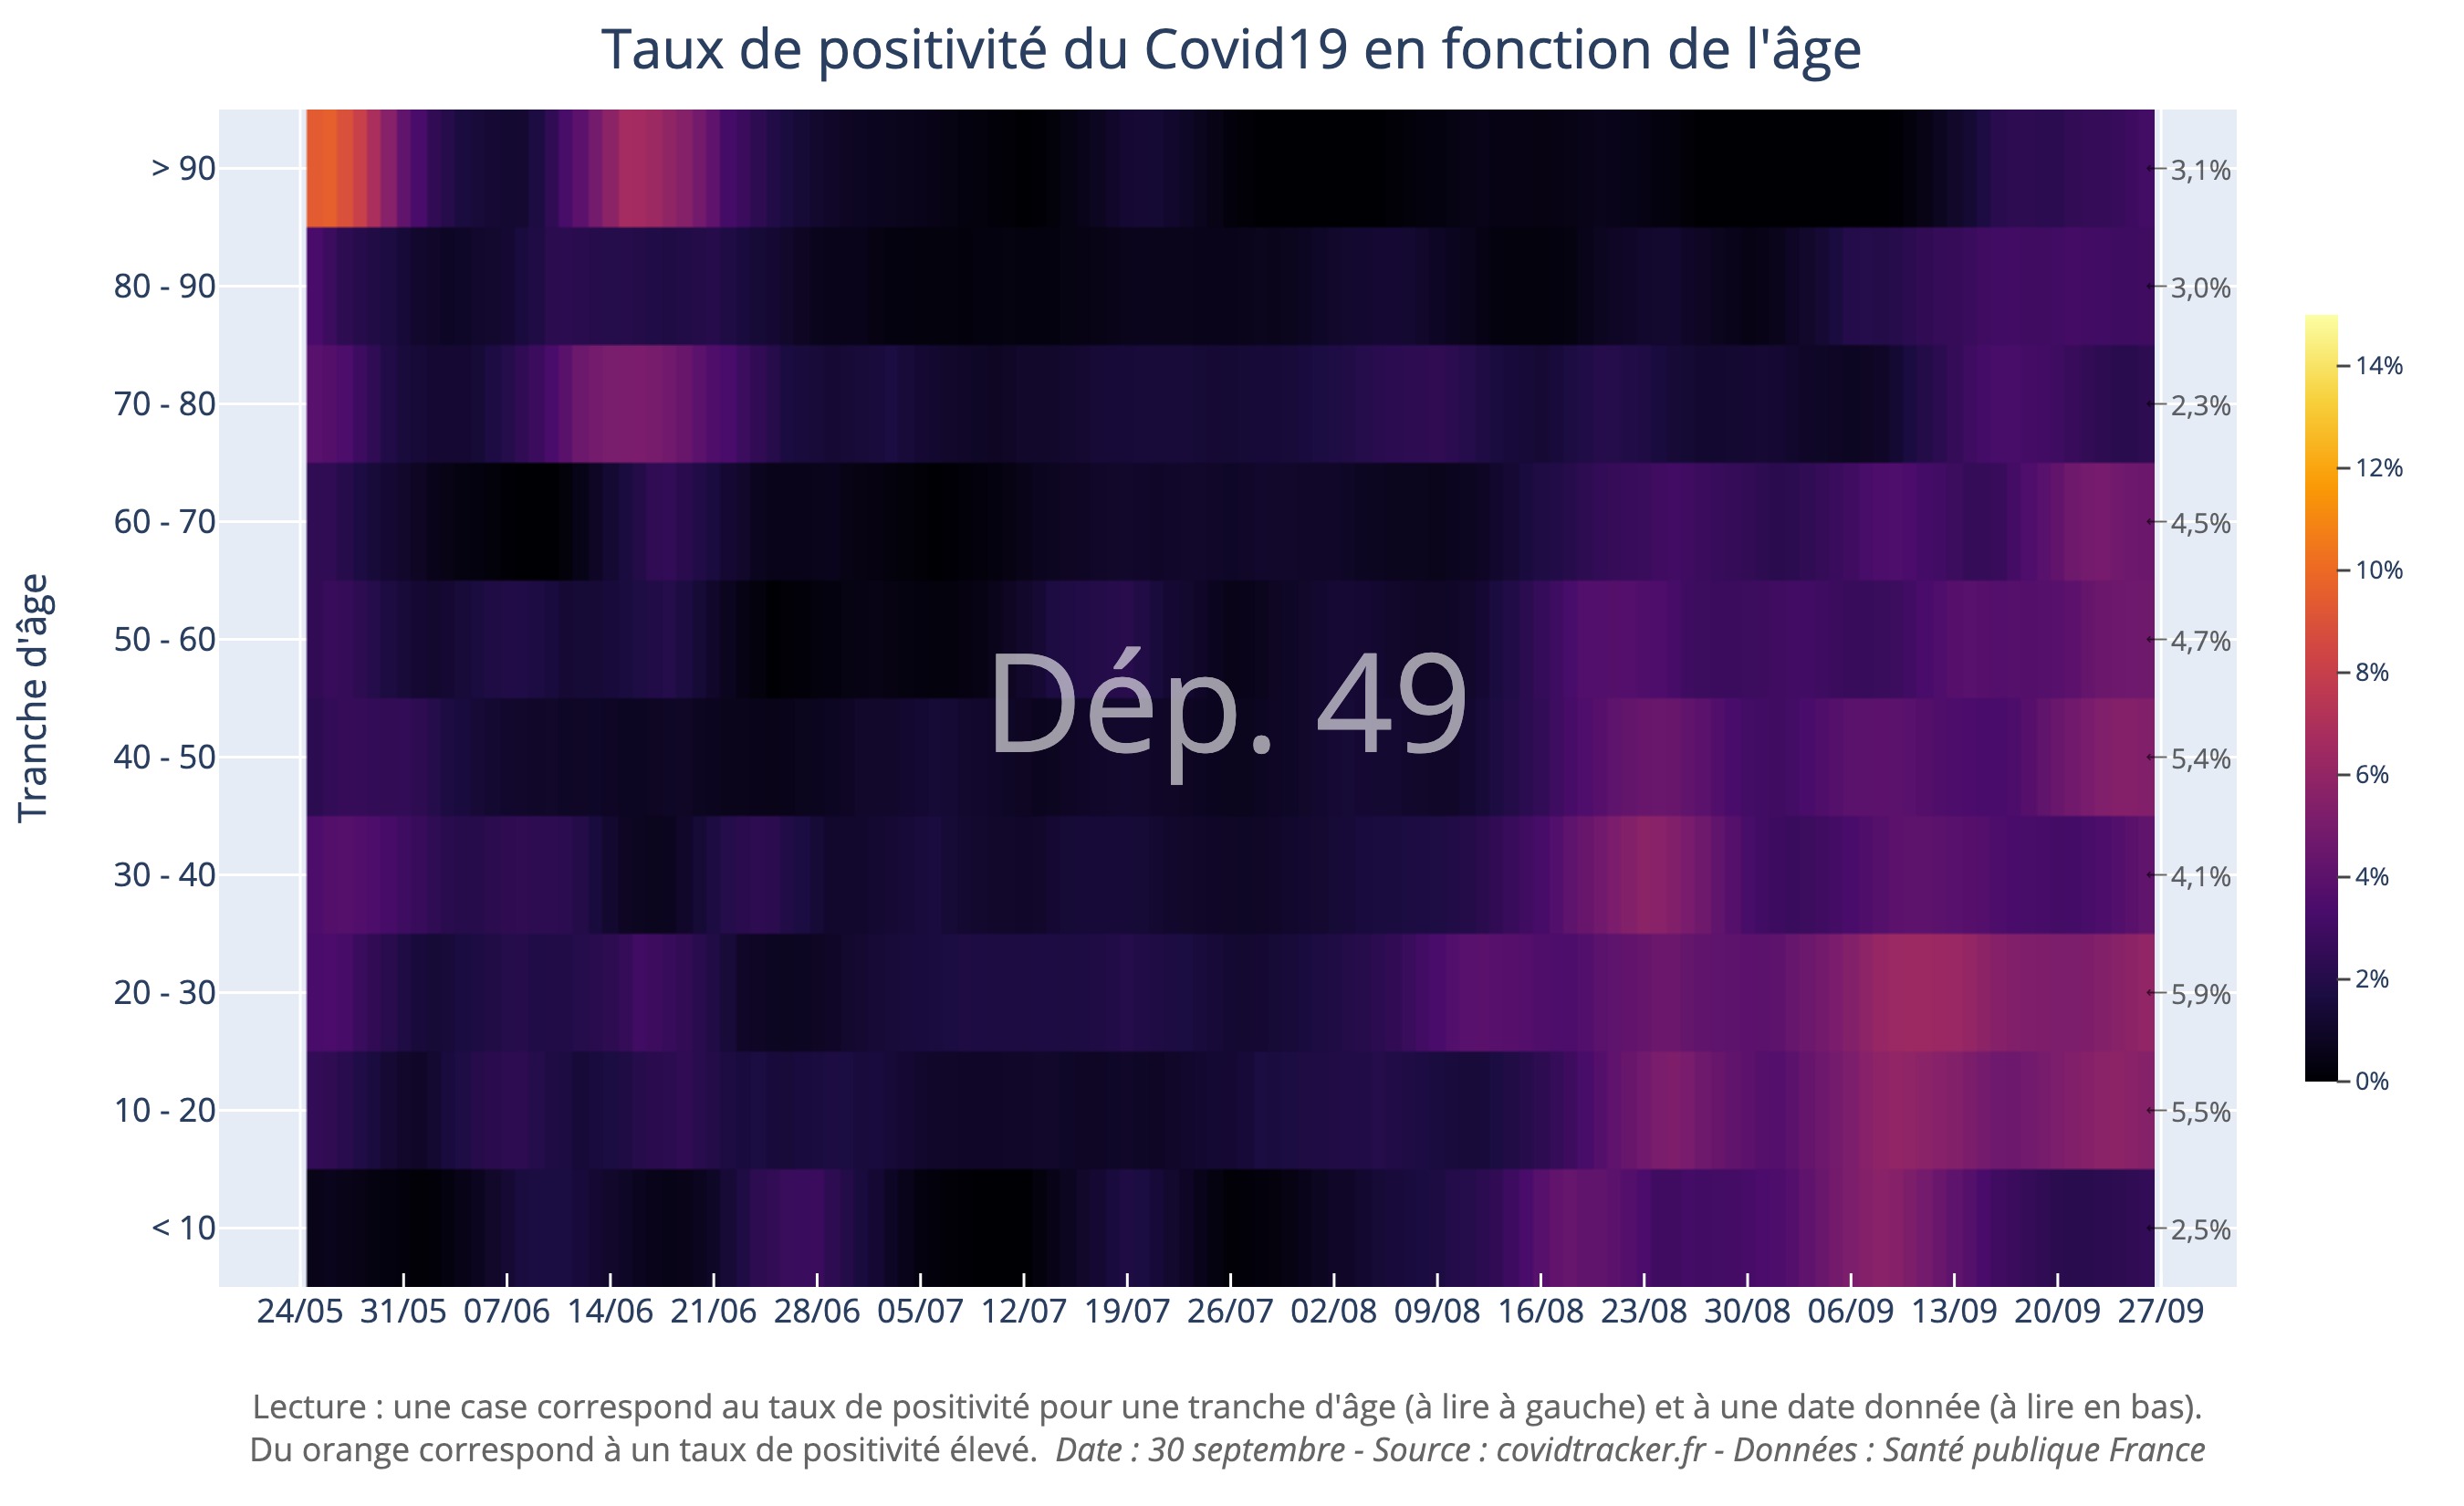 Taux de positivité du Covid19 en fonction de l'âge
Tranche d'âge
> 90
80 - 90
70 - 80
60 - 70
50 - 60
40 - 50
30 - 40
20 - 30
10 - 20
< 10
Dép. 49
3,1%
3,0%
2,3%
4,5%
4,7%
5,4%
4,1%
5,9%
5,5%
2,5%
14%
12%
10%
8%
6%
4%
2%
0%
24/05 31/05 07/06 14/06 21/06 28/06 05/07 12/07 19/07 26/07 02/08 09/08 16/08 23/08 30/08 06/09 13/09 20/09 27/09
Lecture : une case correspond au taux de positivité pour une tranche d'âge (à lire à gauche) et à une date donnée (à lire en bas).
Du orange correspond à un taux de positivité élevé. Date : 30 septembre - Source : covidtracker.fr - Données : Santé publique France